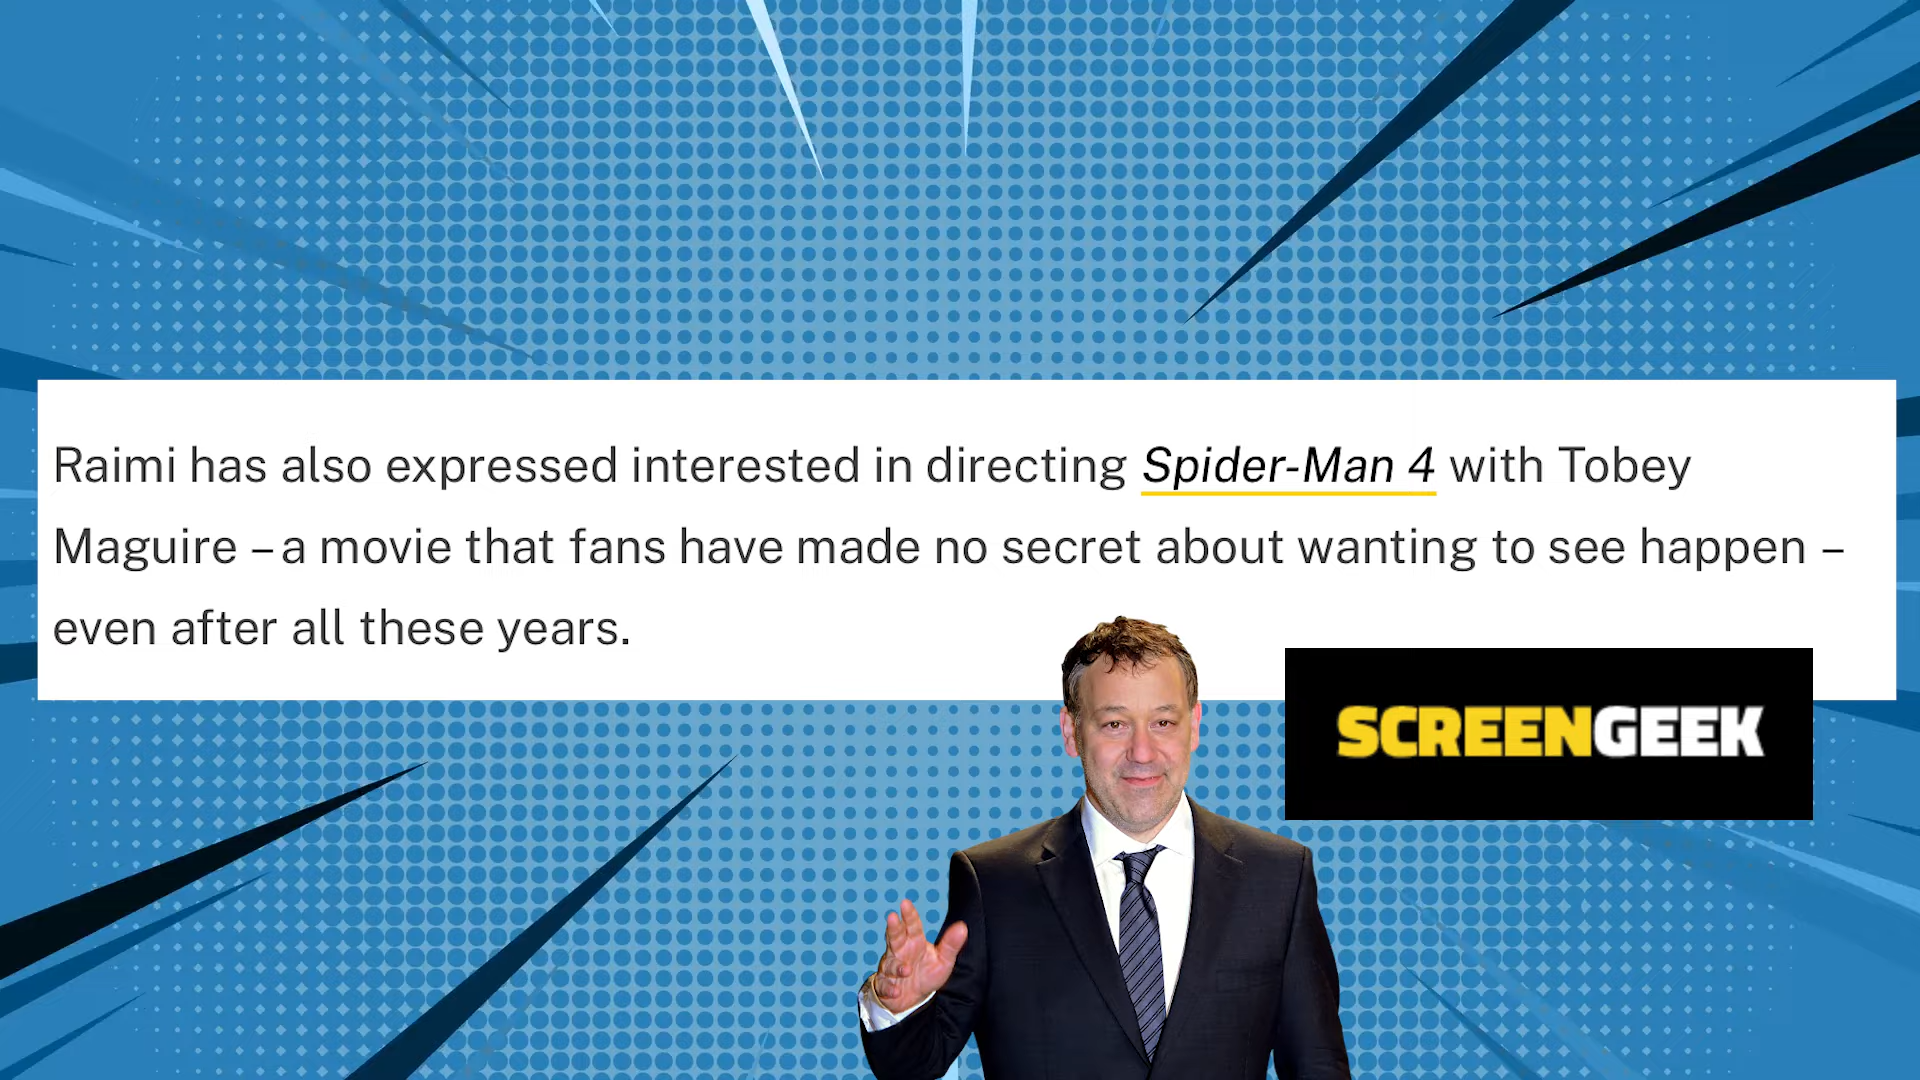 Raimi has also expressed interested in directing Spider-Man 4 with Tobey
Maguire – a movie that fans have made no secret about wanting to see happen –
even after all these years.
SCREENGEEK